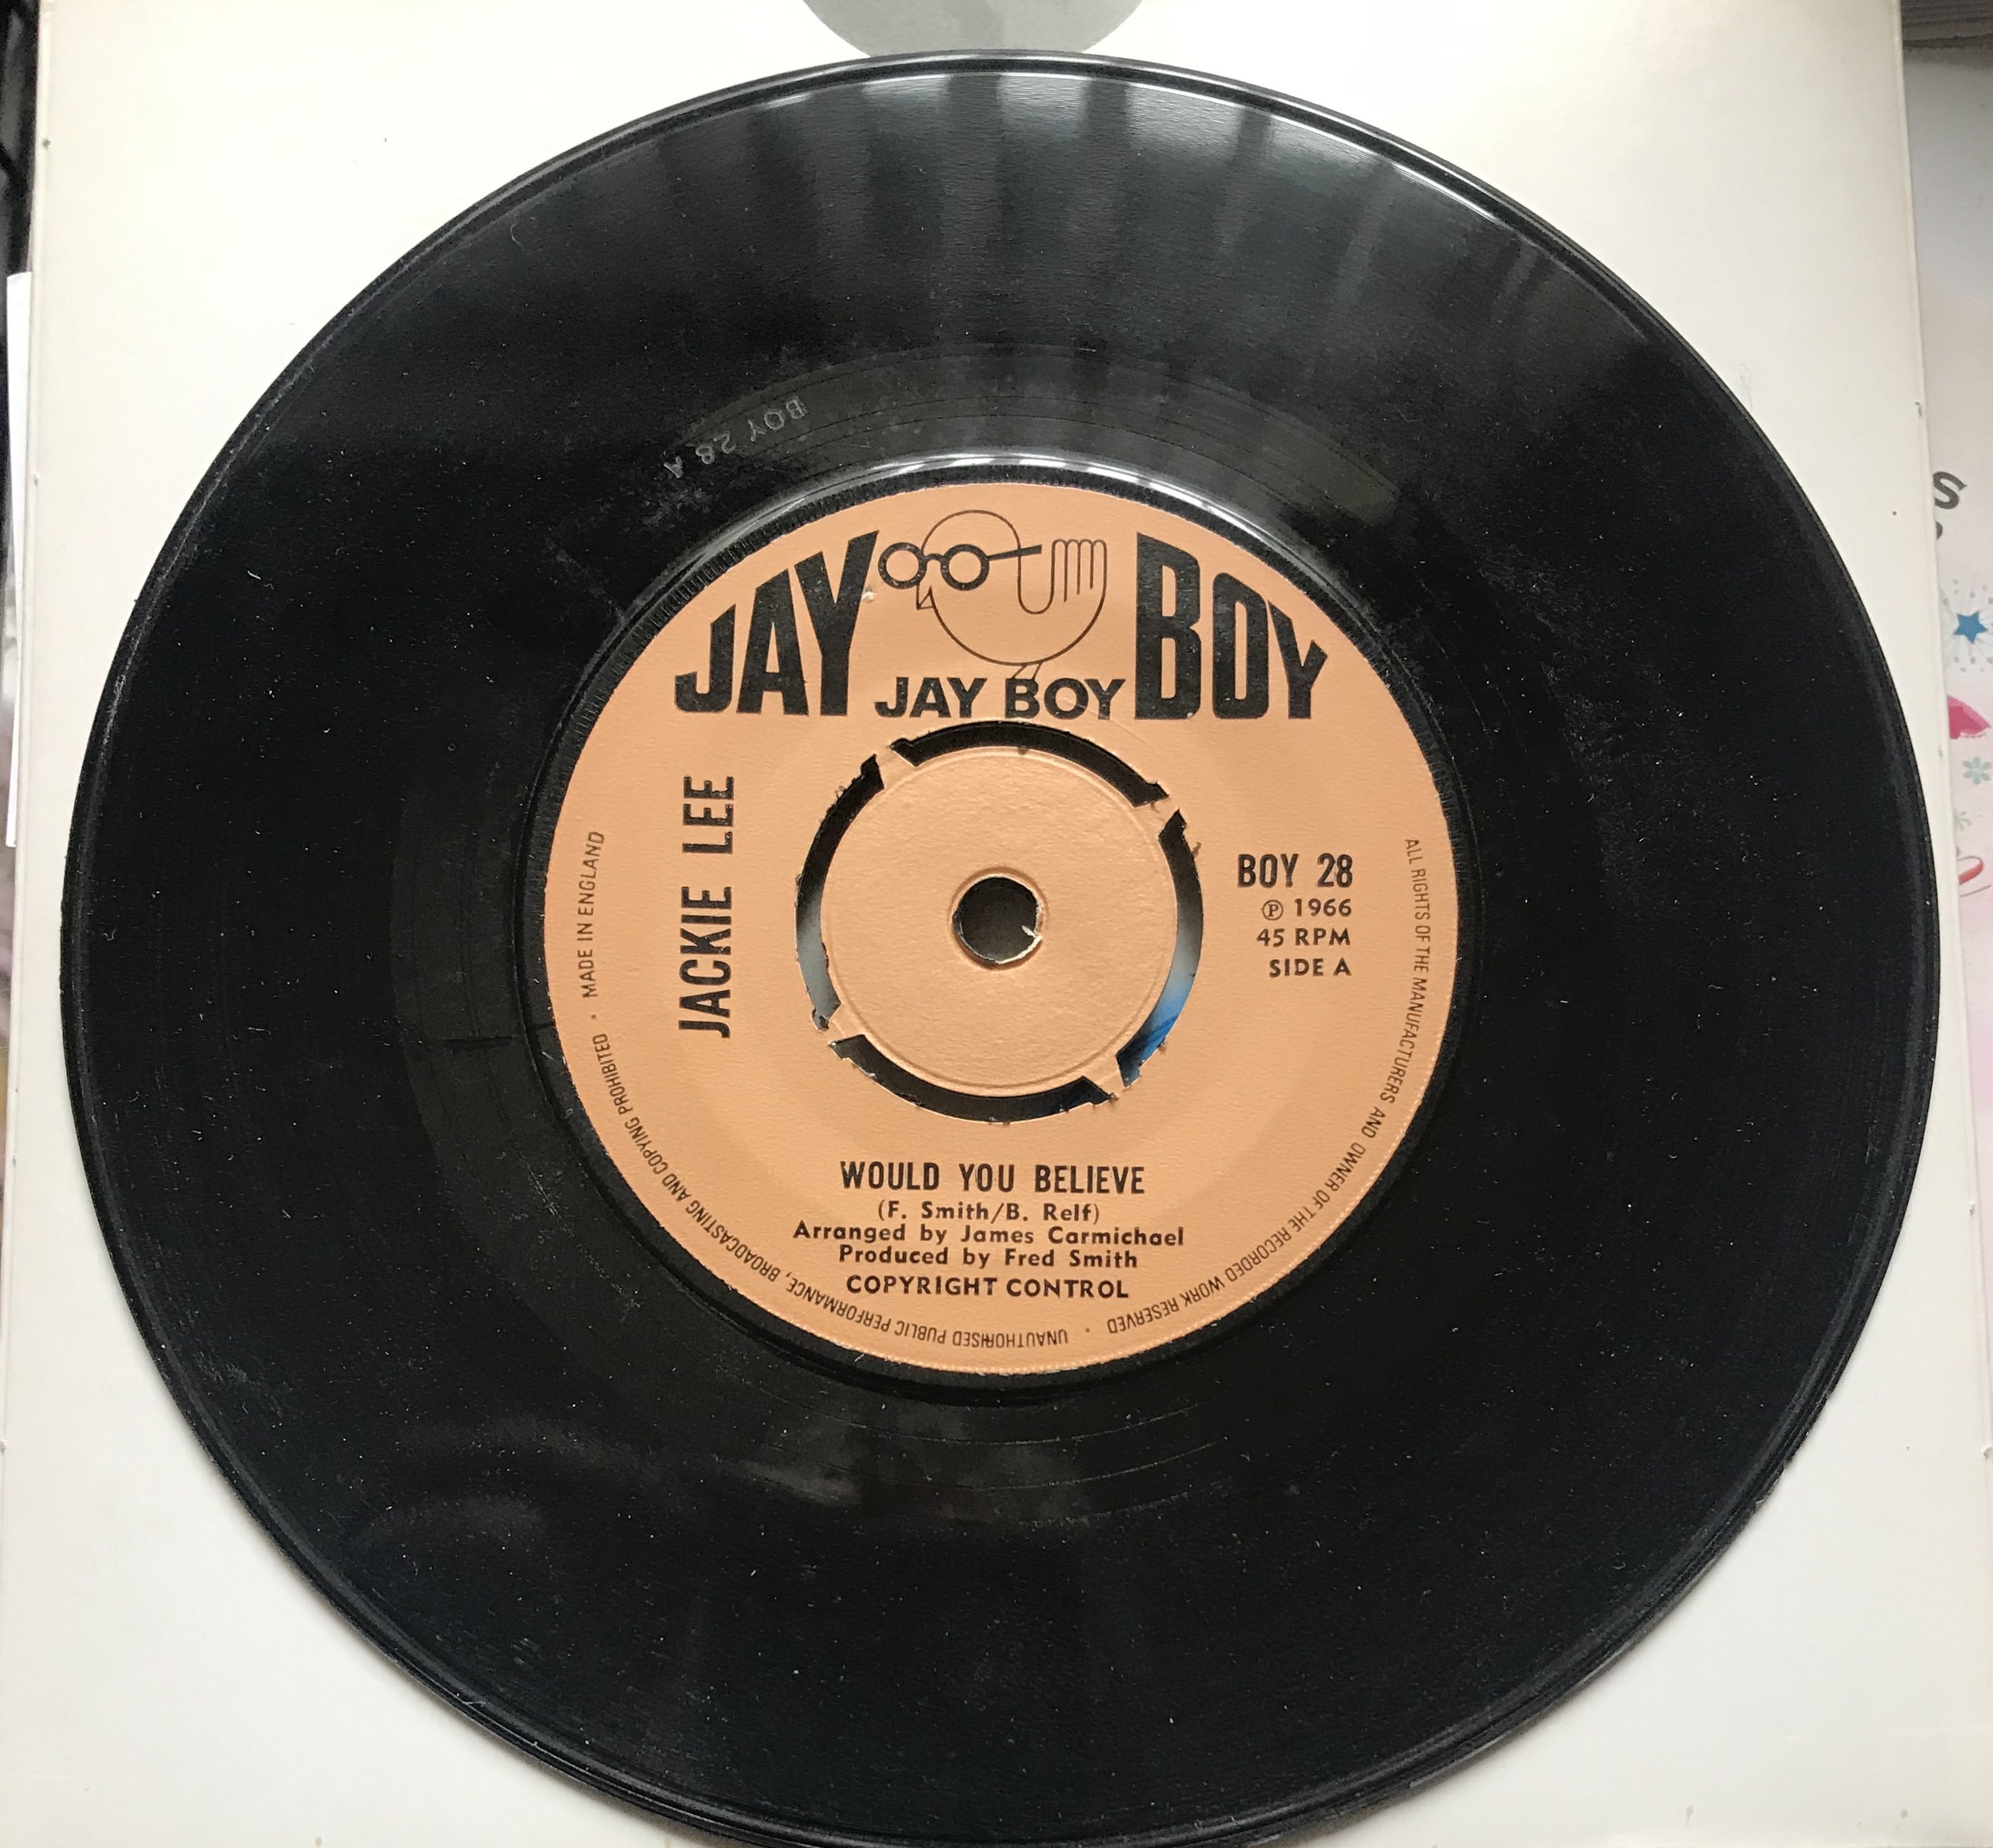 BOY 28 A
JAY BOY
JAY BOY
JACKIE LEE
BOY 28
℗ 1966
45 RPM
SIDE A
WOULD YOU BELIEVE
(F. Smith/B. Relf)
Arranged by James Carmichael
Produced by Fred Smith
COPYRIGHT CONTROL
ALL RIGHTS OF THE MANUFACTURERS AND OWNER OF THE RECORDED WORK RESERVED • UNAUTHORISED PUBLIC PERFORMANCE, BROADCASTING AND COPYING PROHIBITED • MADE IN ENGLAND